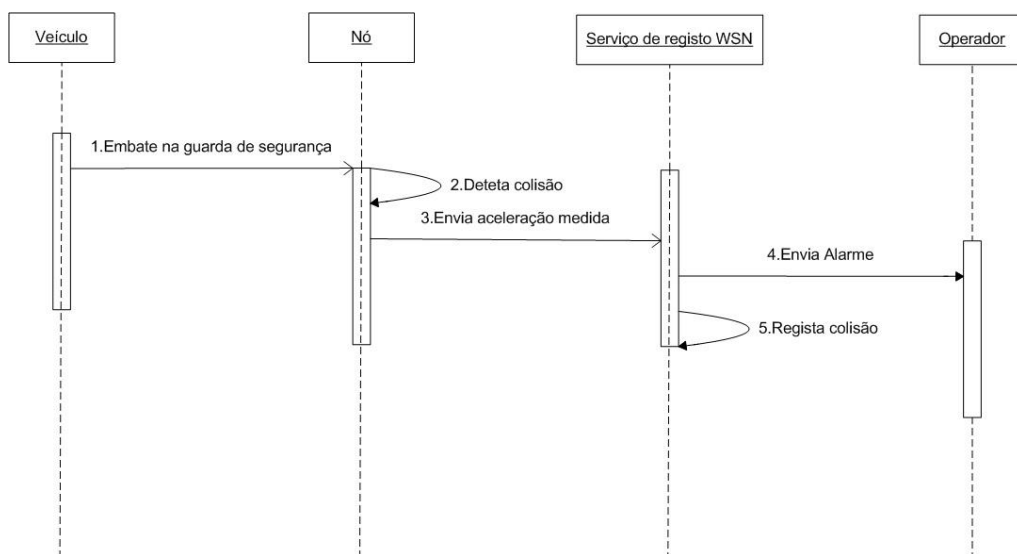 Veículo
Nó
Serviço de registo WSN
Operador
1.Embate na guarda de segurança
2.Deteta colisão
3.Envia aceleração medida
4.Envia Alarme
5.Regista colisão